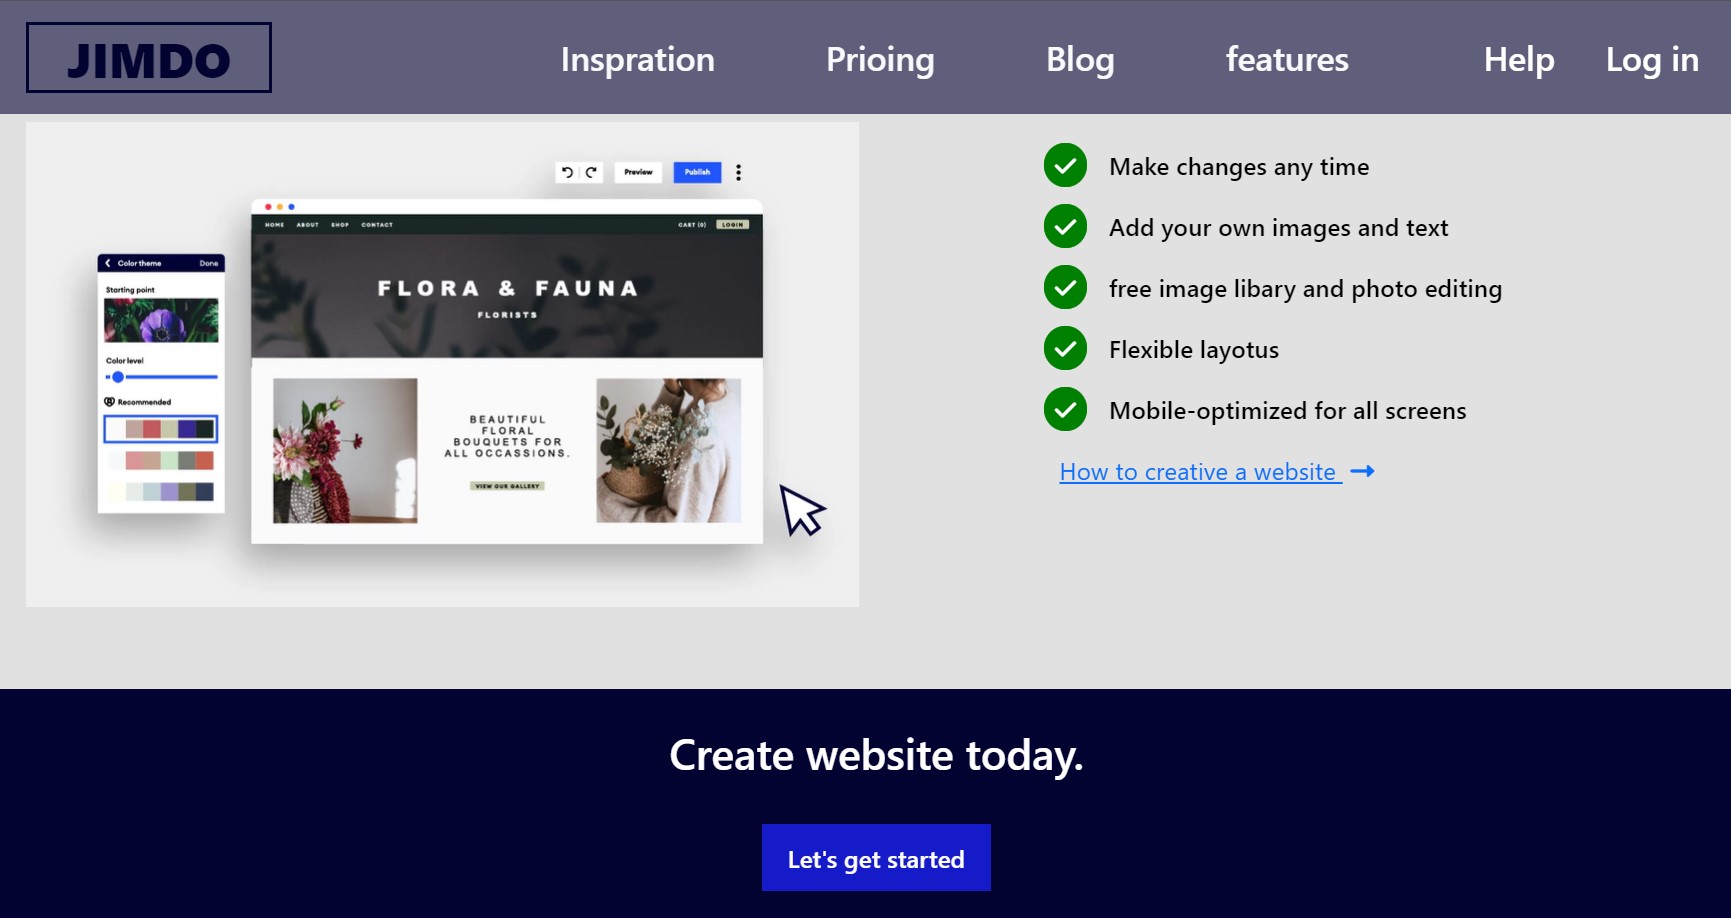 JIMDO
Inspration
Prioing
Blog
features
Help
Log in
Preview
Publish
HOME ABOUT SHOP CONTACT
CART (0)
LOGIN
FLORA & FAUNA
FLORISTS
BEAUTIFUL
FLORAL
BOUQUETS FOR
ALL OCCASSIONS.
VIEW OUR GALLERY
Color theme
Done
Starting point
Color level
Recommended
Make changes any time
Add your own images and text
free image libary and photo editing
Flexible layotus
Mobile-optimized for all screens
How to creative a website
Create website today.
Let's get started